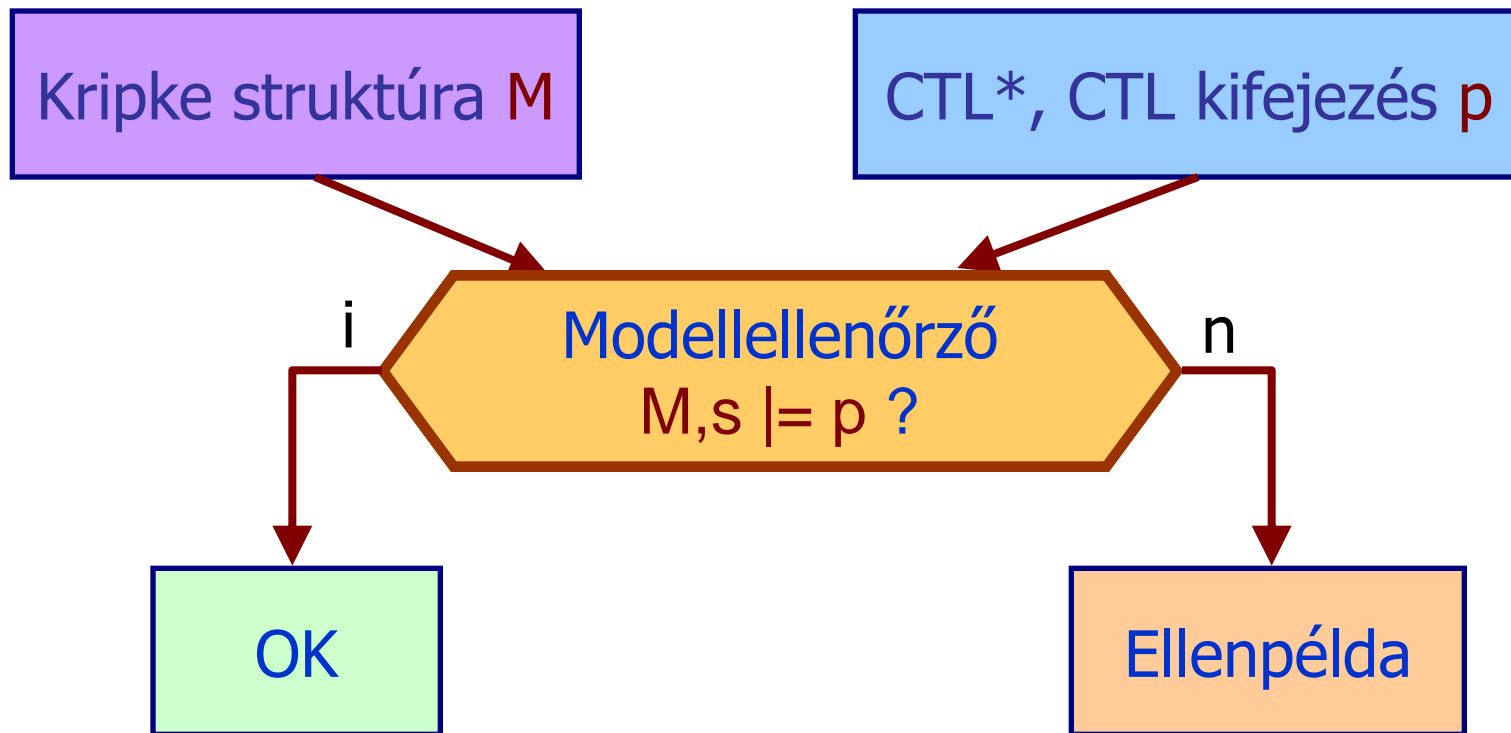 Kripke struktúra M
CTL*, CTL kifejezés p
i
Modellellenőrző
n
M,s |= p ?
OK
Ellenpélda